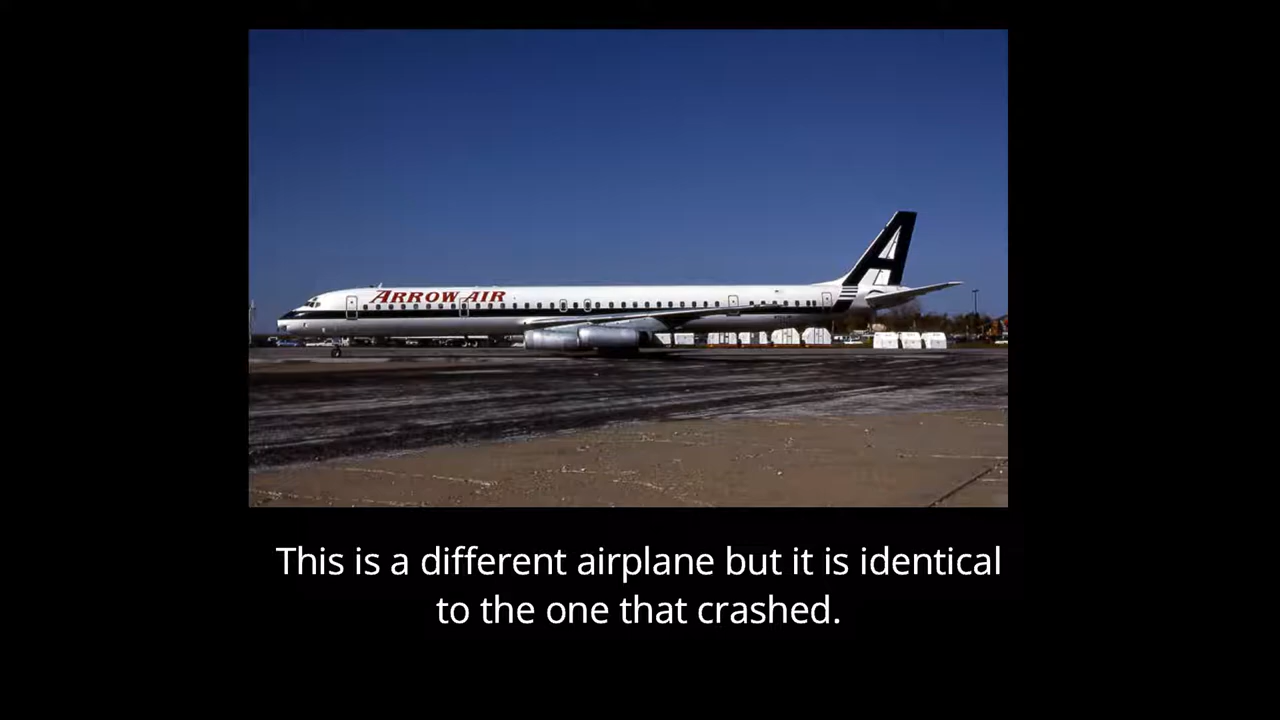 ARROW AIR
A
This is a different airplane but it is identical
to the one that crashed.